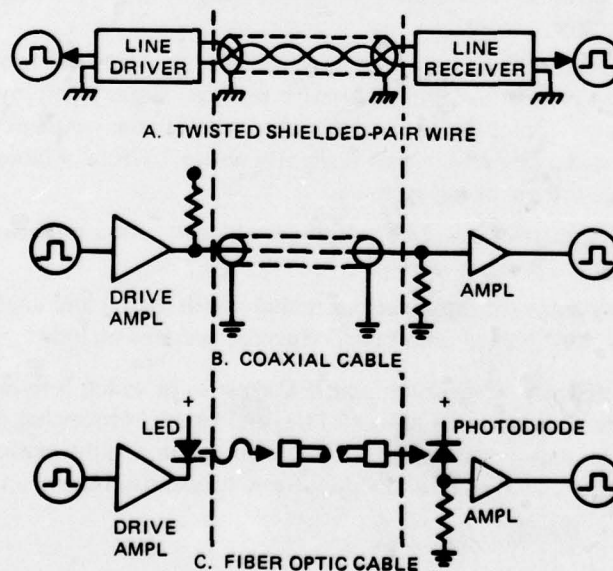 LINE
DRIVER
LINE
RECEIVER
A. TWISTED SHIELDED-PAIR WIRE
DRIVE
AMPL
AMPL
B. COAXIAL CABLE
+
LED
+
PHOTODIODE
DRIVE
AMPL
AMPL
C. FIBER OPTIC CABLE